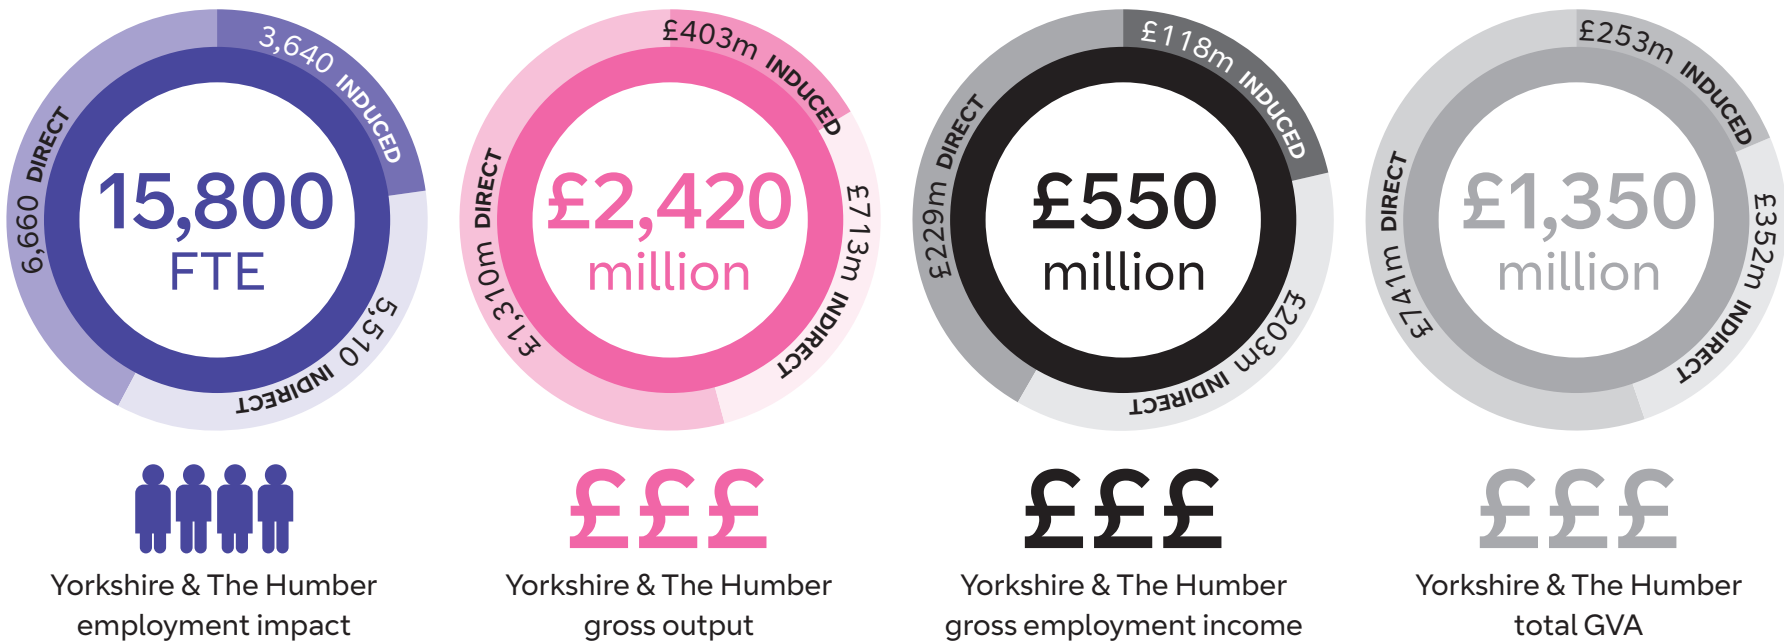 3,640 INDUCED
6,660 DIRECT
5,510 INDIRECT
15,800
FTE
Yorkshire & The Humber
employment impact
£403m INDUCED
£1,310m DIRECT
£713m INDIRECT
£2,420
million
£££
Yorkshire & The Humber
gross output
£118m INDUCED
£229m DIRECT
£203m INDIRECT
£550
million
£££
Yorkshire & The Humber
gross employment income
£253m INDUCED
£741m DIRECT
£352m INDIRECT
£1,350
million
£££
Yorkshire & The Humber
total GVA